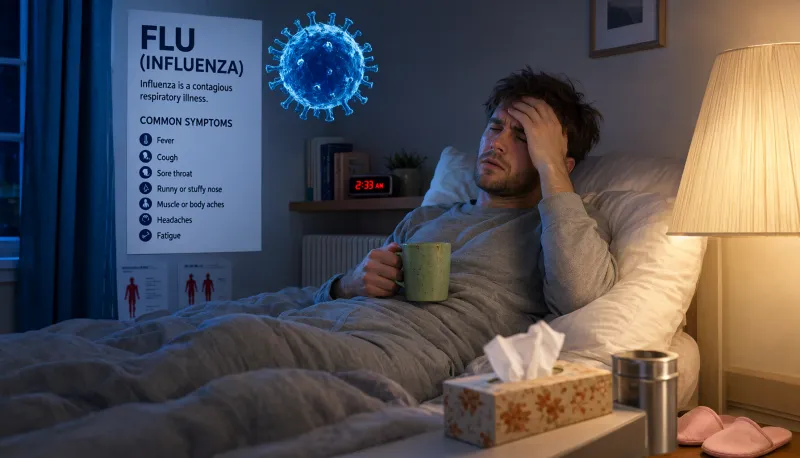 FLU
(INFLUENZA)
Influenza is a contagious
respiratory illness.
COMMON SYMPTOMS
Fever
Cough
Sore throat
Runny or stuffy nose
Muscle or body aches
Headaches
Fatigue
2:33 AM